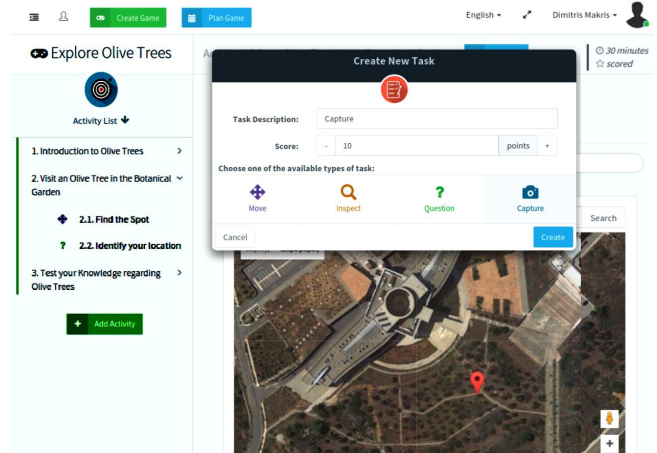 Create Game
Plan Game
English
Dimitris Makris
Explore Olive Trees
30 minutes
scored
Activity List
1. Introduction to Olive Trees
2. Visit an Olive Tree in the Botanical Garden
2.1. Find the Spot
2.2. Identify your location
3. Test your Knowledge regarding Olive Trees
+ Add Activity
Create New Task
Task Description: Capture
Score: - 10 points +
Choose one of the available types of task:
Move Inspect Question Capture
Cancel Create
Search
+